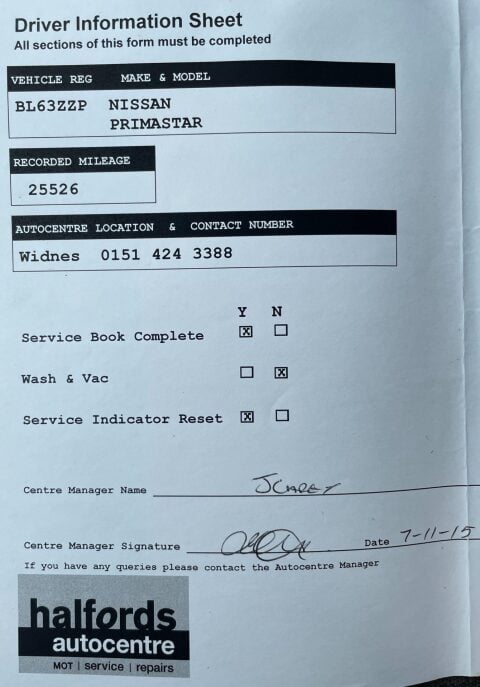 Driver Information Sheet
All sections of this form must be completed
VEHICLE REG MAKE & MODEL
BL63ZZP NISSAN
PRIMASTAR
RECORDED MILEAGE
25526
AUTOCENTRE LOCATION & CONTACT NUMBER
Widnes 0151 424 3388
Y N
Service Book Complete X
Wash & Vac X
Service Indicator Reset X
Centre Manager Name J CAREY
Centre Manager Signature Date 7-11-15
If you have any queries please contact the Autocentre Manager
halfords
autocentre
MOT | service | repairs